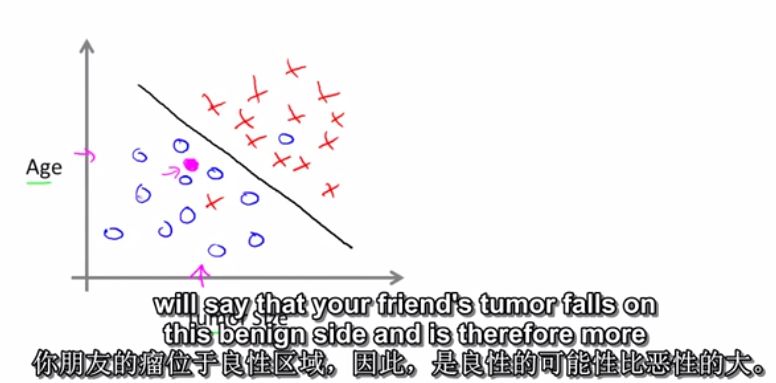 Age
will say that your friend's tumor falls on
this benign side and is therefore more
你朋友的瘤位于良性区域，因此，是良性的可能性比恶性的大。